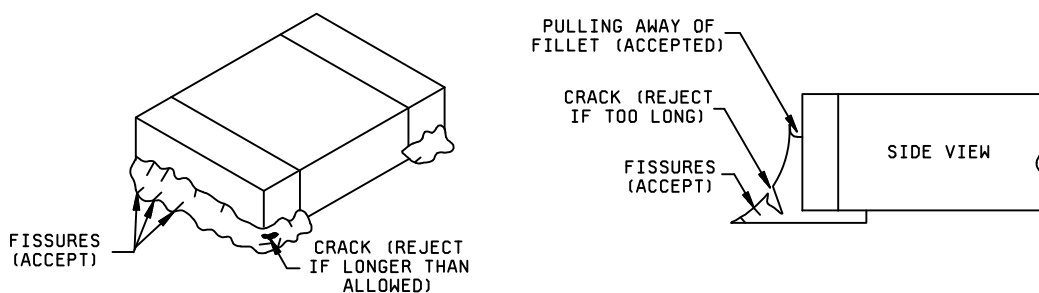 FISSURES
(ACCEPT)
CRACK (REJECT
IF LONGER THAN
ALLOWED)
PULLING AWAY OF
FILLET (ACCEPTED)
CRACK (REJECT
IF TOO LONG)
FISSURES
(ACCEPT)
SIDE VIEW